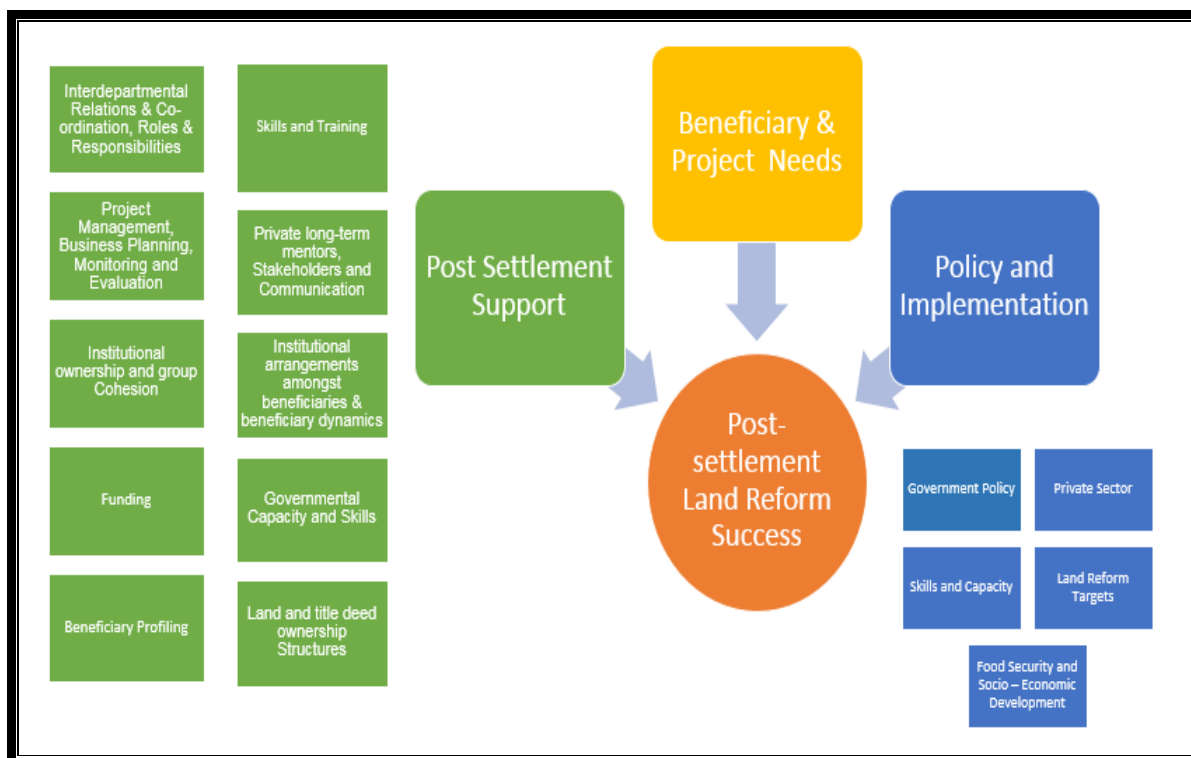 Interdepartmental
Relations & Co-
ordination, Roles &
Responsibilities
Skills and Training
Project
Management,
Business Planning,
Monitoring and
Evaluation
Private long-term
mentors,
Stakeholders and
Communication
Institutional
ownership and group
Cohesion
Institutional
arrangements
amongst
beneficiaries &
beneficiary dynamics
Funding
Governmental
Capacity and Skills
Beneficiary Profiling
Land and title deed
ownership
Structures
Post Settlement
Support
Beneficiary &
Project Needs
Policy and
Implementation
Post-
settlement
Land Reform
Success
Government Policy
Private Sector
Skills and Capacity
Land Reform
Targets
Food Security and
Socio – Economic
Development